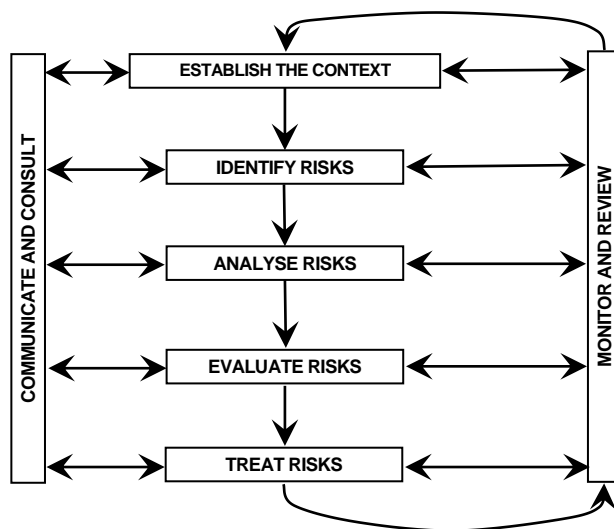 ESTABLISH THE CONTEXT
COMMUNICATE AND CONSULT
MONITOR AND REVIEW
IDENTIFY RISKS
ANALYSE RISKS
EVALUATE RISKS
TREAT RISKS